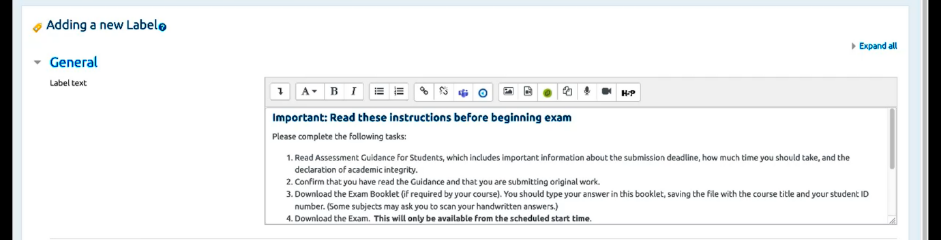 Adding a new Label
Expand all
General
Label text
A B I H-P
Important: Read these instructions before beginning exam
Please complete the following tasks:
1. Read Assessment Guidance for Students, which includes important information about the submission deadline, how much time you should take, and the
declaration of academic integrity.
2. Confirm that you have read the Guidance and that you are submitting original work.
3. Download the Exam Booklet (if required by your course). You should type your answer in this booklet, saving the file with the course title and your student ID
number. (Some subjects may ask you to scan your handwritten answers.)
4. Download the Exam. This will only be available from the scheduled start time.